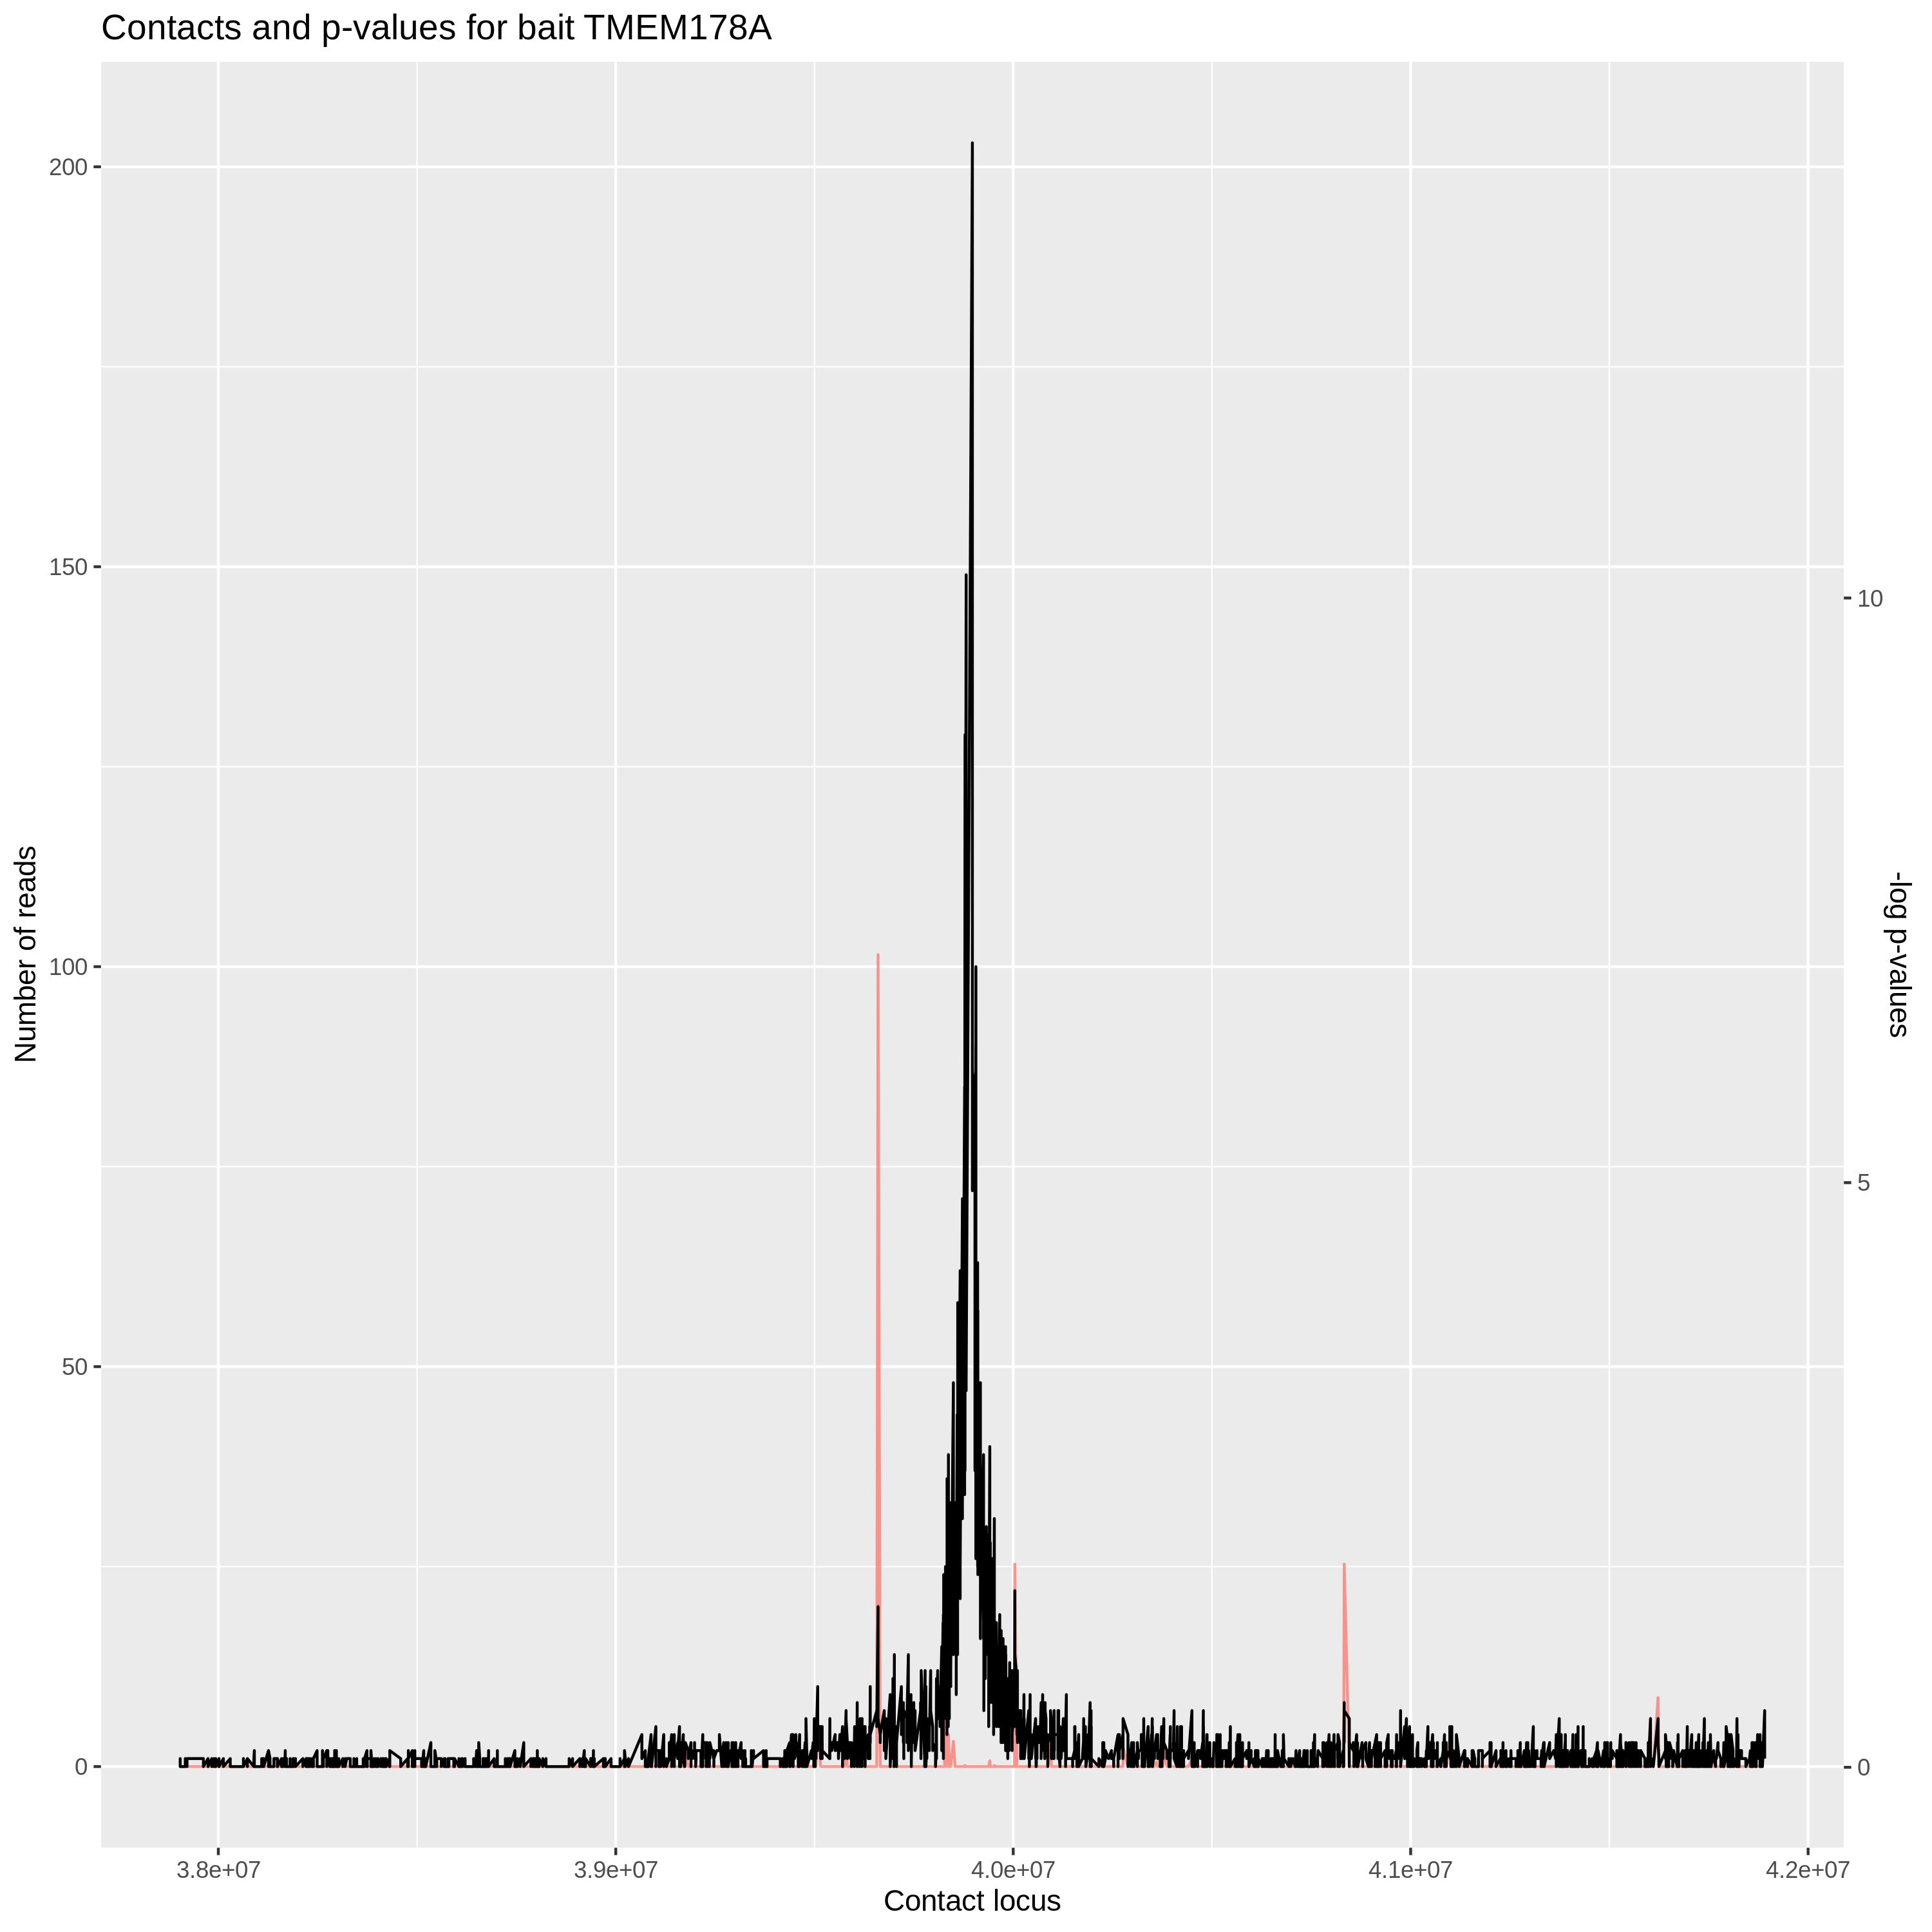 Contacts and p-values for bait TMEM178A
Number of reads
200
150
100
50
0
10
5
0
-log p-values
3.8e+07
3.9e+07
4.0e+07
4.1e+07
4.2e+07
Contact locus